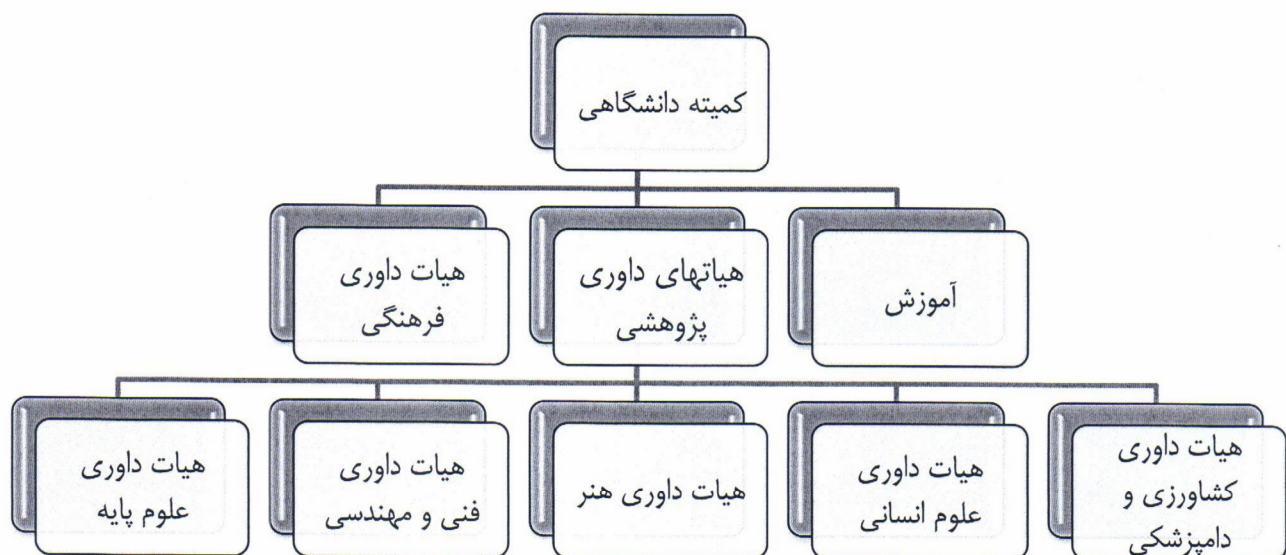 کمیته دانشگاهی
آموزش
هیاتهای داوری
پژوهشی
هیات داوری
فرهنگی
هیات داوری
کشاورزی و
دامپزشکی
هیات داوری
علوم انسانی
هیات داوری هنر
هیات داوری
فنی و مهندسی
هیات داوری
علوم پایه